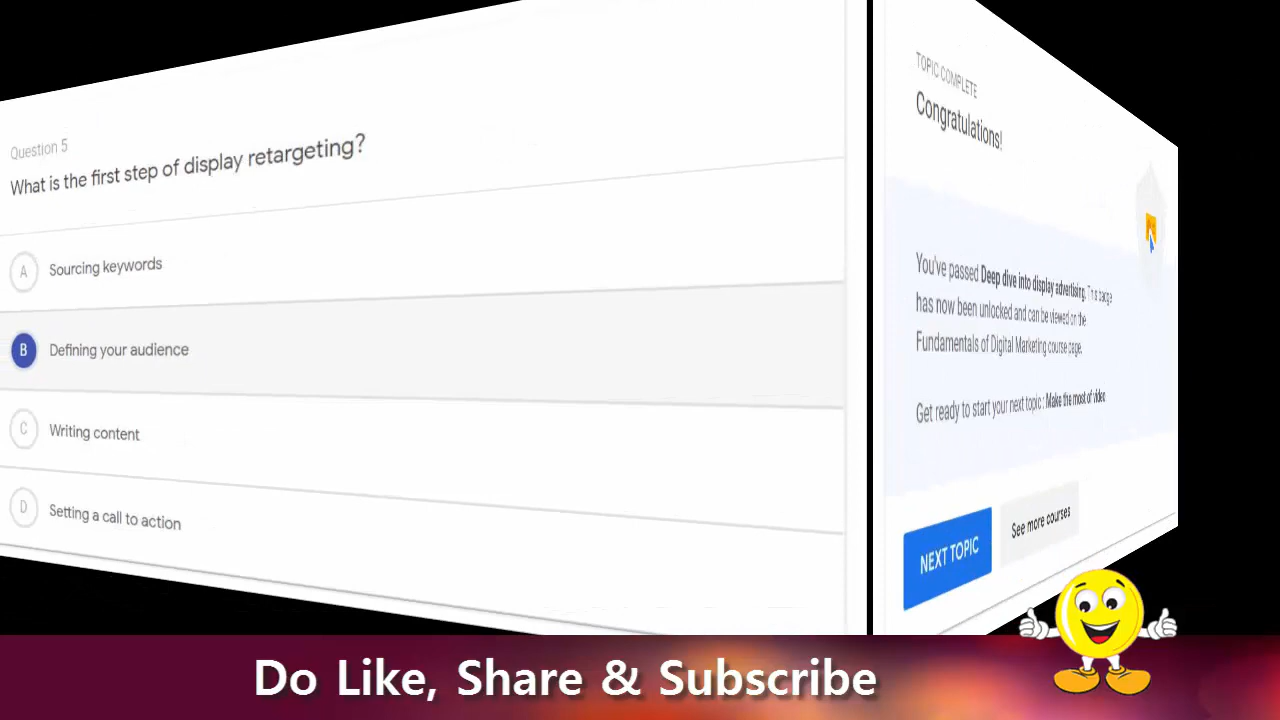 Question 5
What is the first step of display retargeting?
A Sourcing keywords
B Defining your audience
C Writing content
D Setting a call to action
TOPIC COMPLETE
Congratulations!
You've passed Deep dive into display advertising. This badge
has now been unlocked and can be viewed on the
Fundamentals of Digital Marketing course page.
Get ready to start your next topic : Make the most of video
NEXT TOPIC
See more courses
Do Like, Share & Subscribe